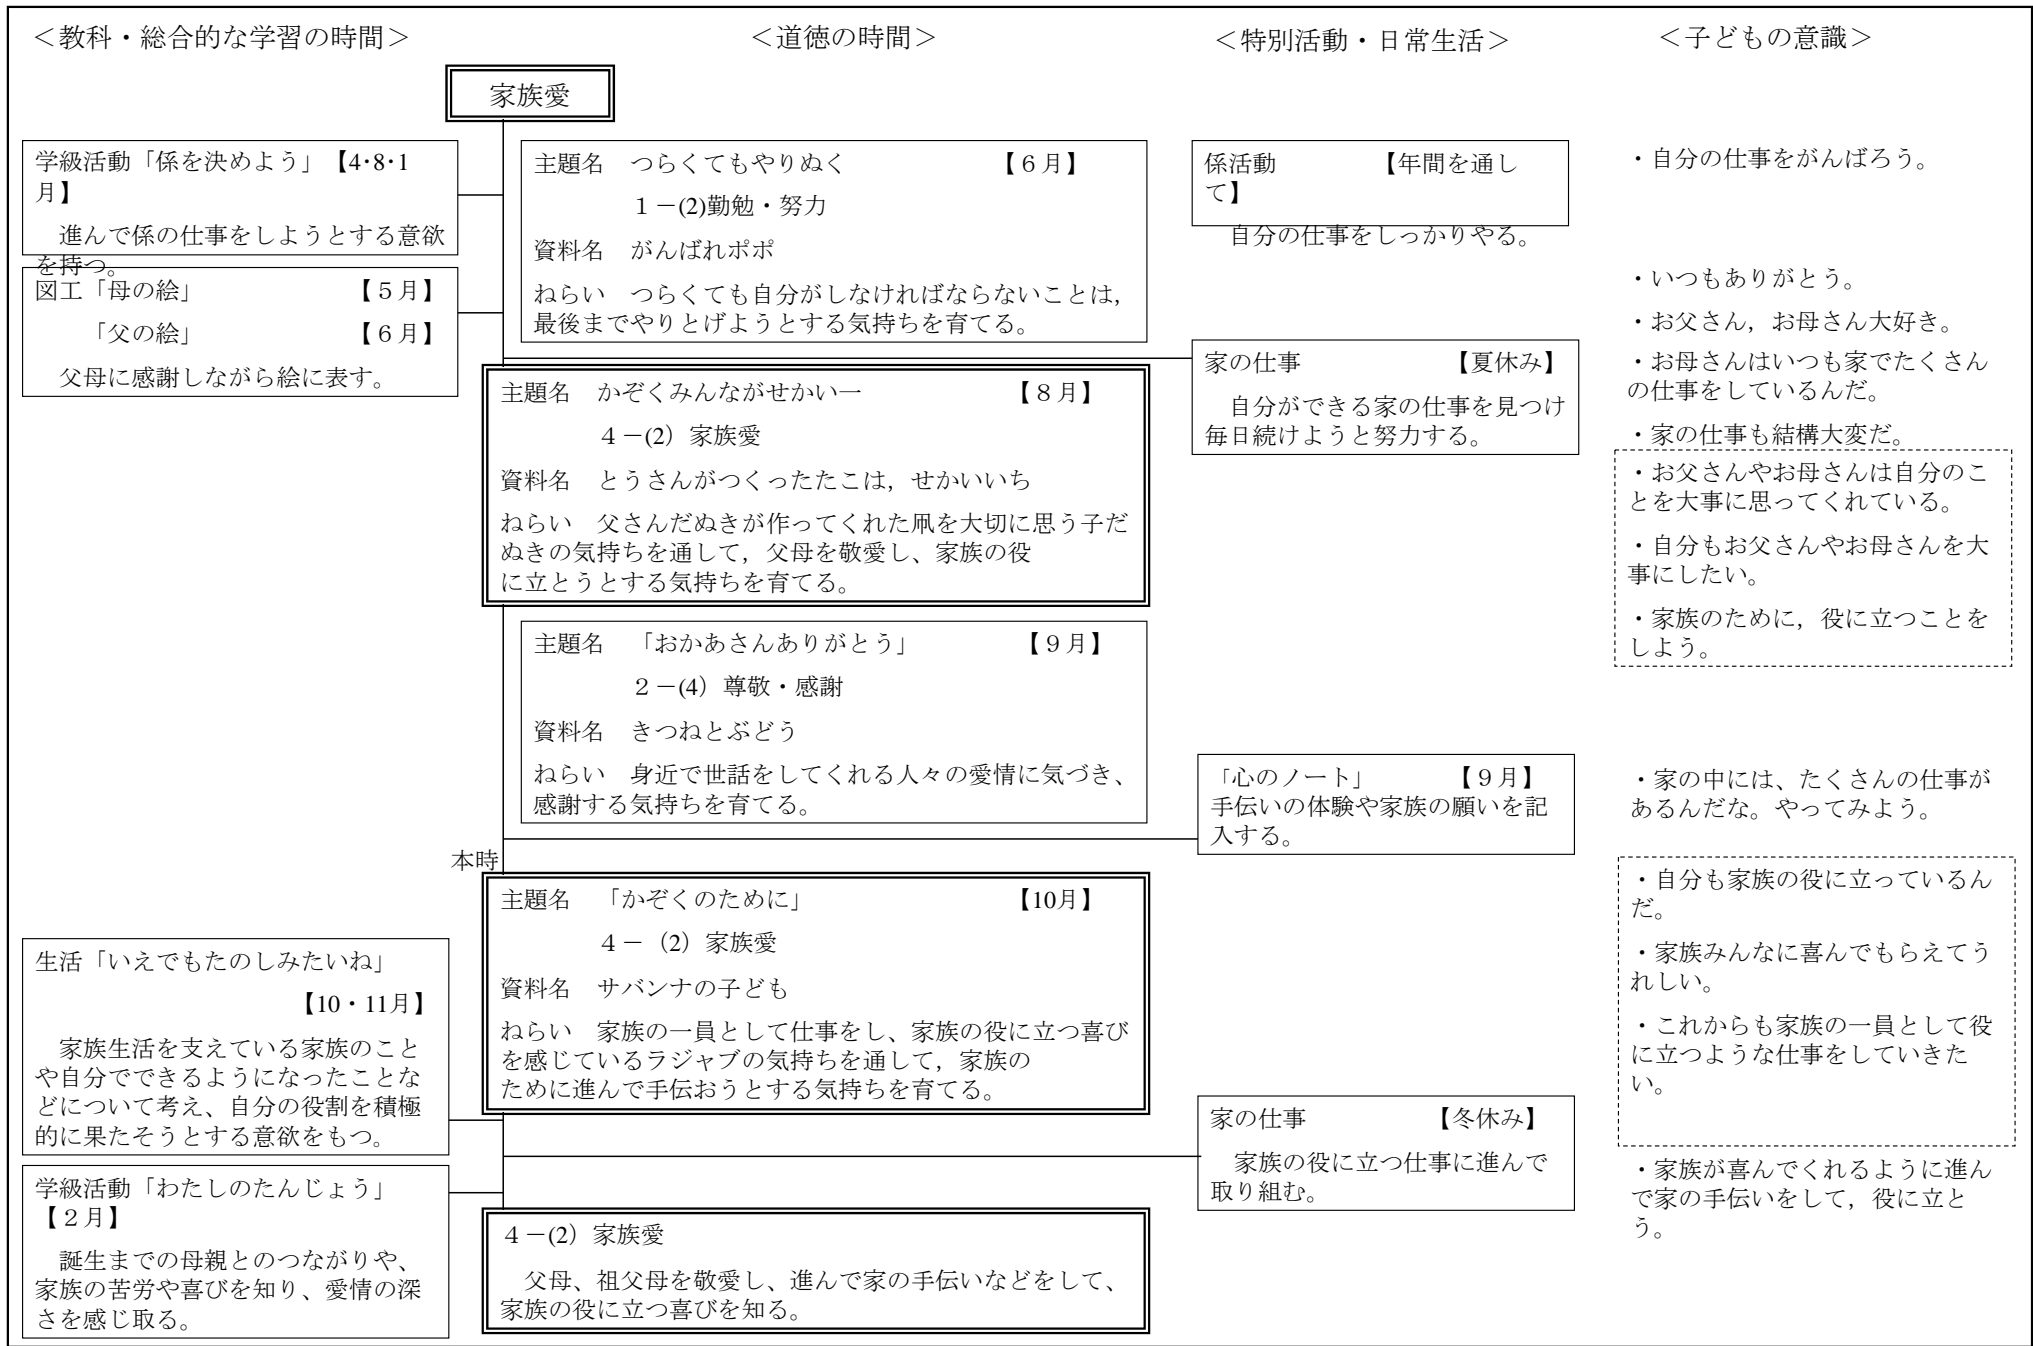 ＜教科・総合的な学習の時間＞
＜道徳の時間＞
＜特別活動・日常生活＞
＜子どもの意識＞
家族愛
学級活動「係を決めよう」【4･8･1
月】
進んで係の仕事をしようとする意欲
を持つ。
図工「母の絵」　【５月】
「父の絵」　【６月】
父母に感謝しながら絵に表す。
主題名　つらくてもやりぬく　【６月】
１－(2)勤勉・努力
資料名　がんばれポポ
ねらい　つらくても自分がしなければならないことは，
最後までやりとげようとする気持ちを育てる。
係活動　【年間を通し
て】
自分の仕事をしっかりやる。
・自分の仕事をがんばろう。
・いつもありがとう。
・お父さん，お母さん大好き。
・お母さんはいつも家でたくさん
の仕事をしているんだ。
・家の仕事も結構大変だ。
家の仕事　【夏休み】
自分ができる家の仕事を見つけ
毎日続けようと努力する。
主題名　かぞくみんながせかい一　【８月】
４－(2）家族愛
資料名　とうさんがつくったたこは，せかいいち
ねらい　父さんだぬきが作ってくれた凧を大切に思う子だ
ぬきの気持ちを通して，父母を敬愛し、家族の役
に立とうとする気持ちを育てる。
・お父さんやお母さんは自分のこ
とを大事に思ってくれている。
・自分もお父さんやお母さんを大
事にしたい。
・家族のために，役に立つことを
しよう。
主題名　「おかあさんありがとう」　【９月】
２－(4）尊敬・感謝
資料名　きつねとぶどう
ねらい　身近で世話をしてくれる人々の愛情に気づき、
感謝する気持ちを育てる。
「心のノート」　【９月】
手伝いの体験や家族の願いを記
入する。
・家の中には、たくさんの仕事が
あるんだな。やってみよう。
本時
主題名　「かぞくのために」　【10月】
４－（2）家族愛
資料名　サバンナの子ども
ねらい　家族の一員として仕事をし、家族の役に立つ喜び
を感じているラジャブの気持ちを通して，家族の
ために進んで手伝おうとする気持ちを育てる。
・自分も家族の役に立っているん
だ。
・家族みんなに喜んでもらえてう
れしい。
・これからも家族の一員として役
に立つような仕事をしていきた
い。
生活「いえでもたのしみたいね」
【10・11月】
家族生活を支えている家族のこと
や自分でできるようになったことな
どについて考え、自分の役割を積極
的に果たそうとする意欲をもつ。
家の仕事　【冬休み】
家族の役に立つ仕事に進んで
取り組む。
・家族が喜んでくれるように進ん
で家の手伝いをして，役に立と
う。
学級活動「わたしのたんじょう」
【２月】
誕生までの母親とのつながりや、
家族の苦労や喜びを知り、愛情の深
さを感じ取る。
４－(2）家族愛
父母、祖父母を敬愛し、進んで家の手伝いなどをして、
家族の役に立つ喜びを知る。